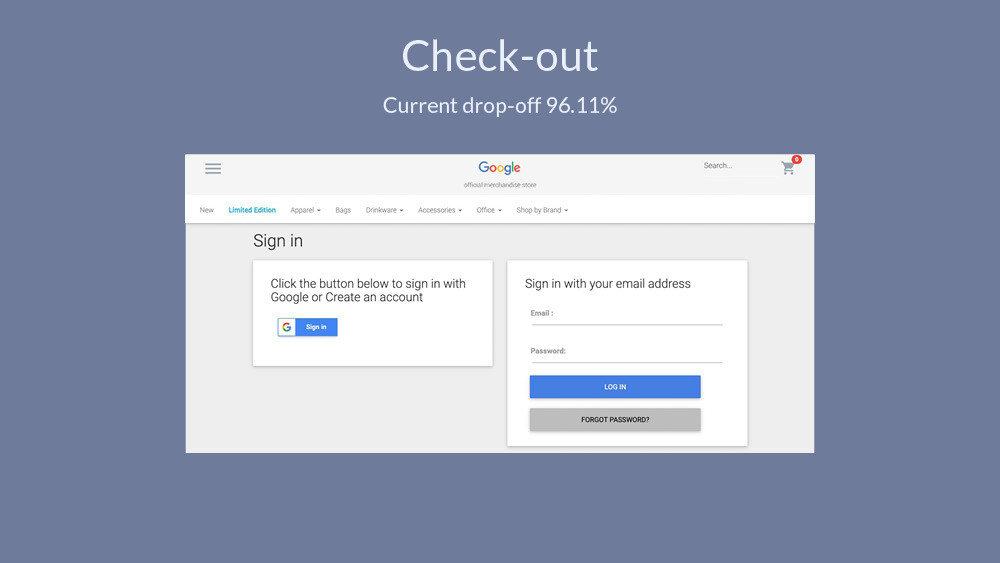 Check-out
Current drop-off 96.11%
Google
official merchandise store
Search...
0
New Limited Edition Apparel Bags Drinkware Accessories Office Shop by Brand
Sign in
Click the button below to sign in with
Google or Create an account
G Sign in
Sign in with your email address
Email :
Password:
LOG IN
FORGOT PASSWORD?